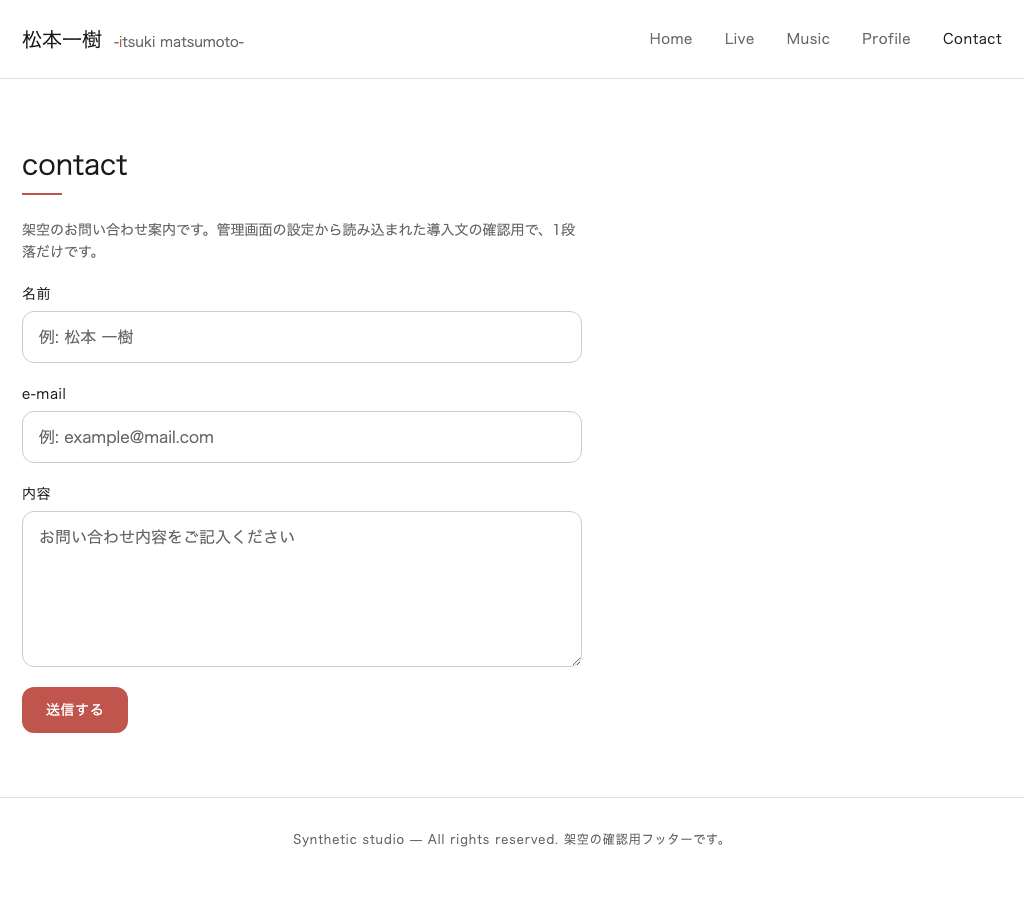 松本一樹 -itsuki matsumoto-
Home Live Music Profile Contact
contact
架空のお問い合わせ案内です。管理画面の設定から読み込まれた導入文の確認用で、1段
落だけです。
名前
例: 松本 一樹
e-mail
例: example@mail.com
内容
お問い合わせ内容をご記入ください
送信する
Synthetic studio — All rights reserved. 架空の確認用フッターです。